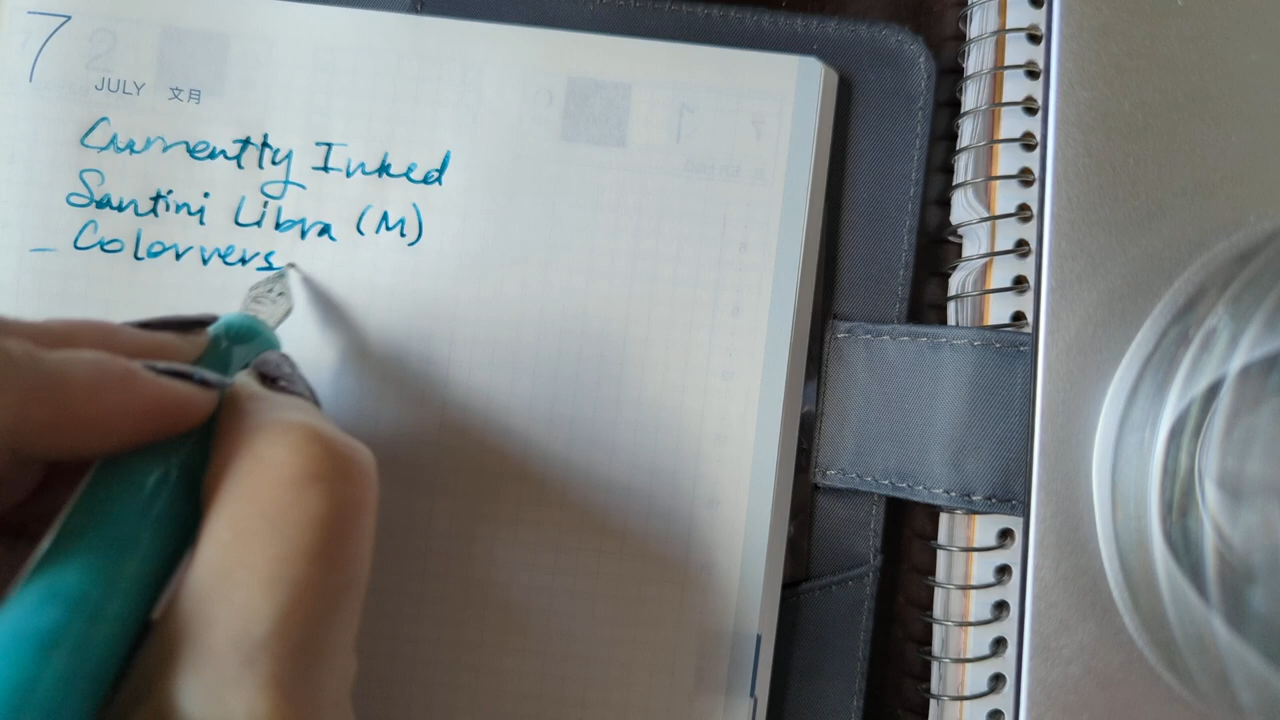 7
JULY 文月
Currently Inked
Santini Libra (M)
- Colorvers